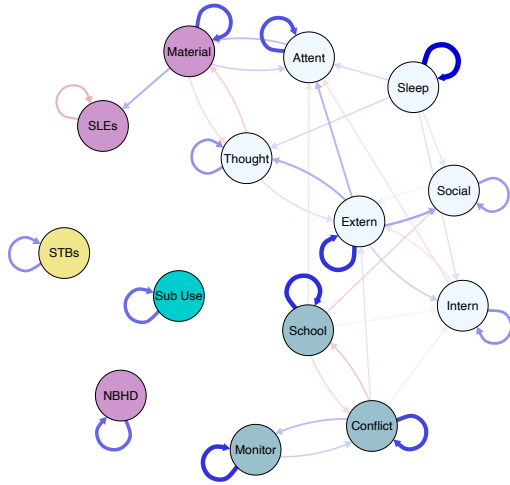 Material
Attent
Sleep
SLEs
Thought
Social
Extern
STBs
Sub Use
Intern
School
NBHD
Conflict
Monitor